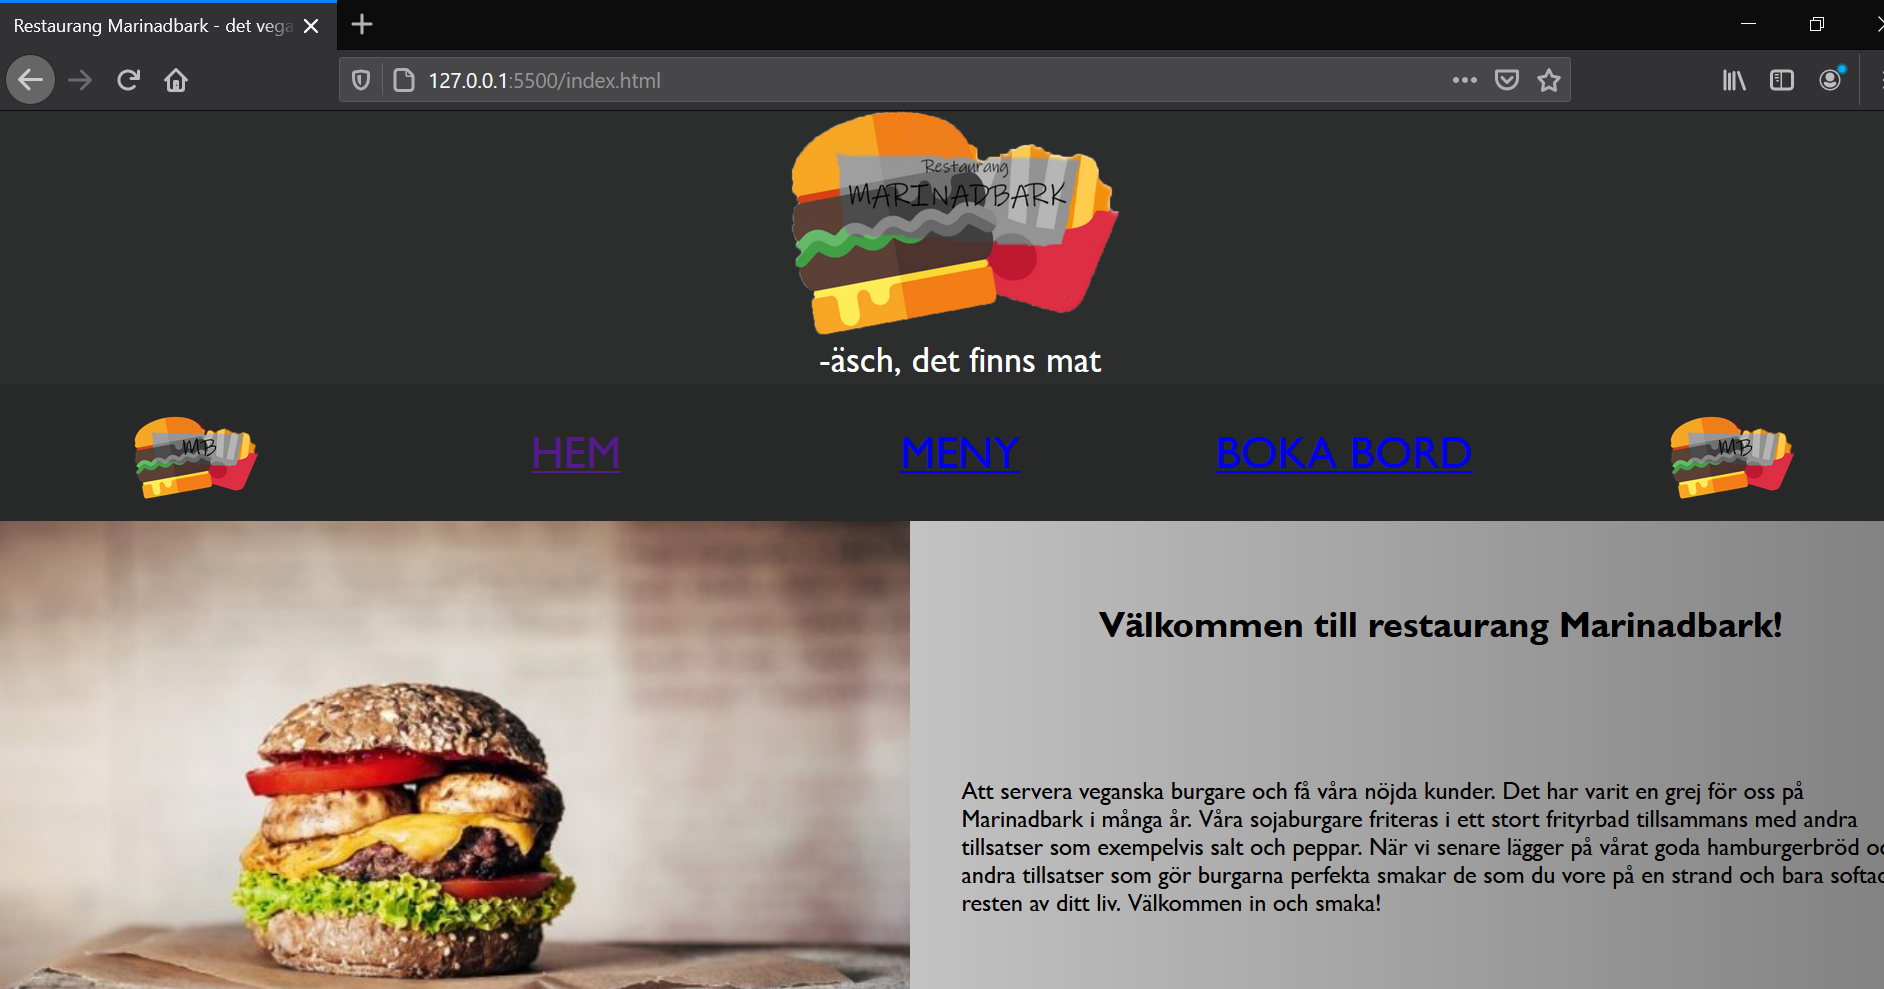 Restaurang Marinadbark - det vega
127.0.0.1:5500/index.html
Restaurang
MARINADBARK
-äsch, det finns mat
MB
HEM
MENY
BOKA BORD
MB
Välkommen till restaurang Marinadbark!
Att servera veganska burgare och få våra nöjda kunder. Det har varit en grej för oss på
Marinadbark i många år. Våra sojaburgare friteras i ett stort frityrbad tillsammans med andra
tillsatser som exempelvis salt och peppar. När vi senare lägger på vårat goda hamburgerbröd oc
andra tillsatser som gör burgarna perfekta smakar de som du vore på en strand och bara softad
resten av ditt liv. Välkommen in och smaka!